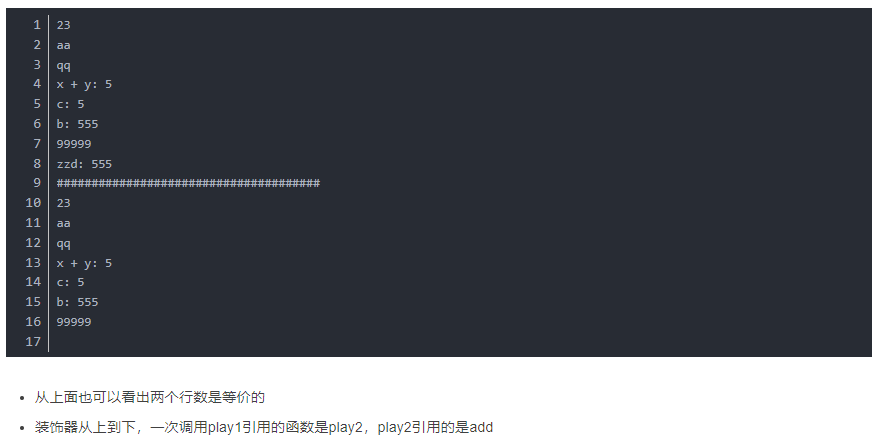 1 23
2 aa
3 qq
4 x + y: 5
5 c: 5
6 b: 555
7 99999
8 zzd: 555
9 ######################################
10 23
11 aa
12 qq
13 x + y: 5
14 c: 5
15 b: 555
16 99999
17
• 从上面也可以看出两个行数是等价的
• 装饰器从上到下，一次调用play1引用的函数是play2，play2引用的是add